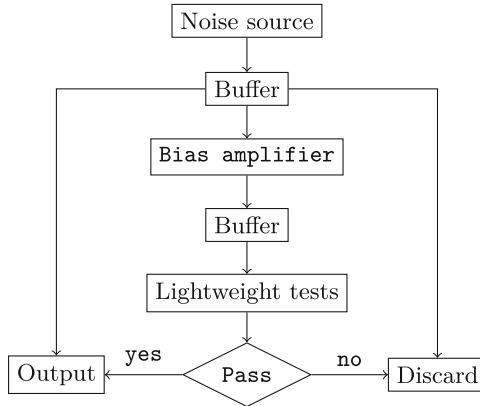 Noise source
Buffer
Bias amplifier
Buffer
Lightweight tests
yes
no
Output
Pass
Discard